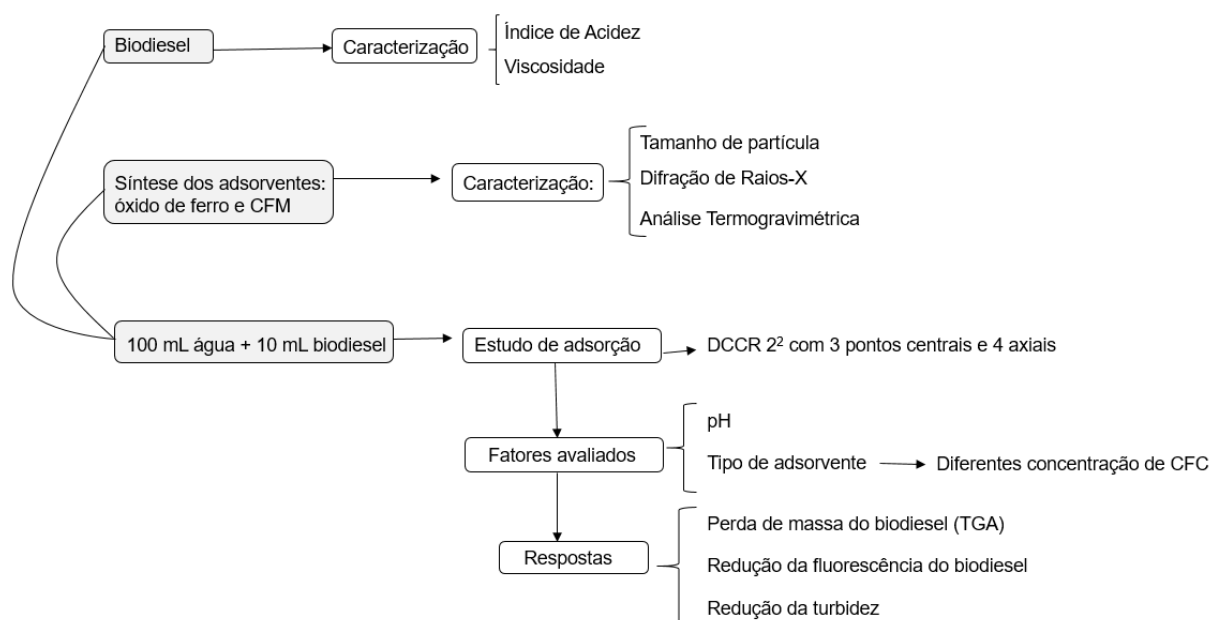 Biodiesel
Caracterização
Índice de Acidez
Viscosidade
Síntese dos adsorventes:
óxido de ferro e CFM
Caracterização:
Tamanho de partícula
Difração de Raios-X
Análise Termogravimétrica
100 mL água + 10 mL biodiesel
Estudo de adsorção
DCCR 2² com 3 pontos centrais e 4 axiais
Fatores avaliados
pH
Tipo de adsorvente
Diferentes concentração de CFC
Respostas
Perda de massa do biodiesel (TGA)
Redução da fluorescência do biodiesel
Redução da turbidez